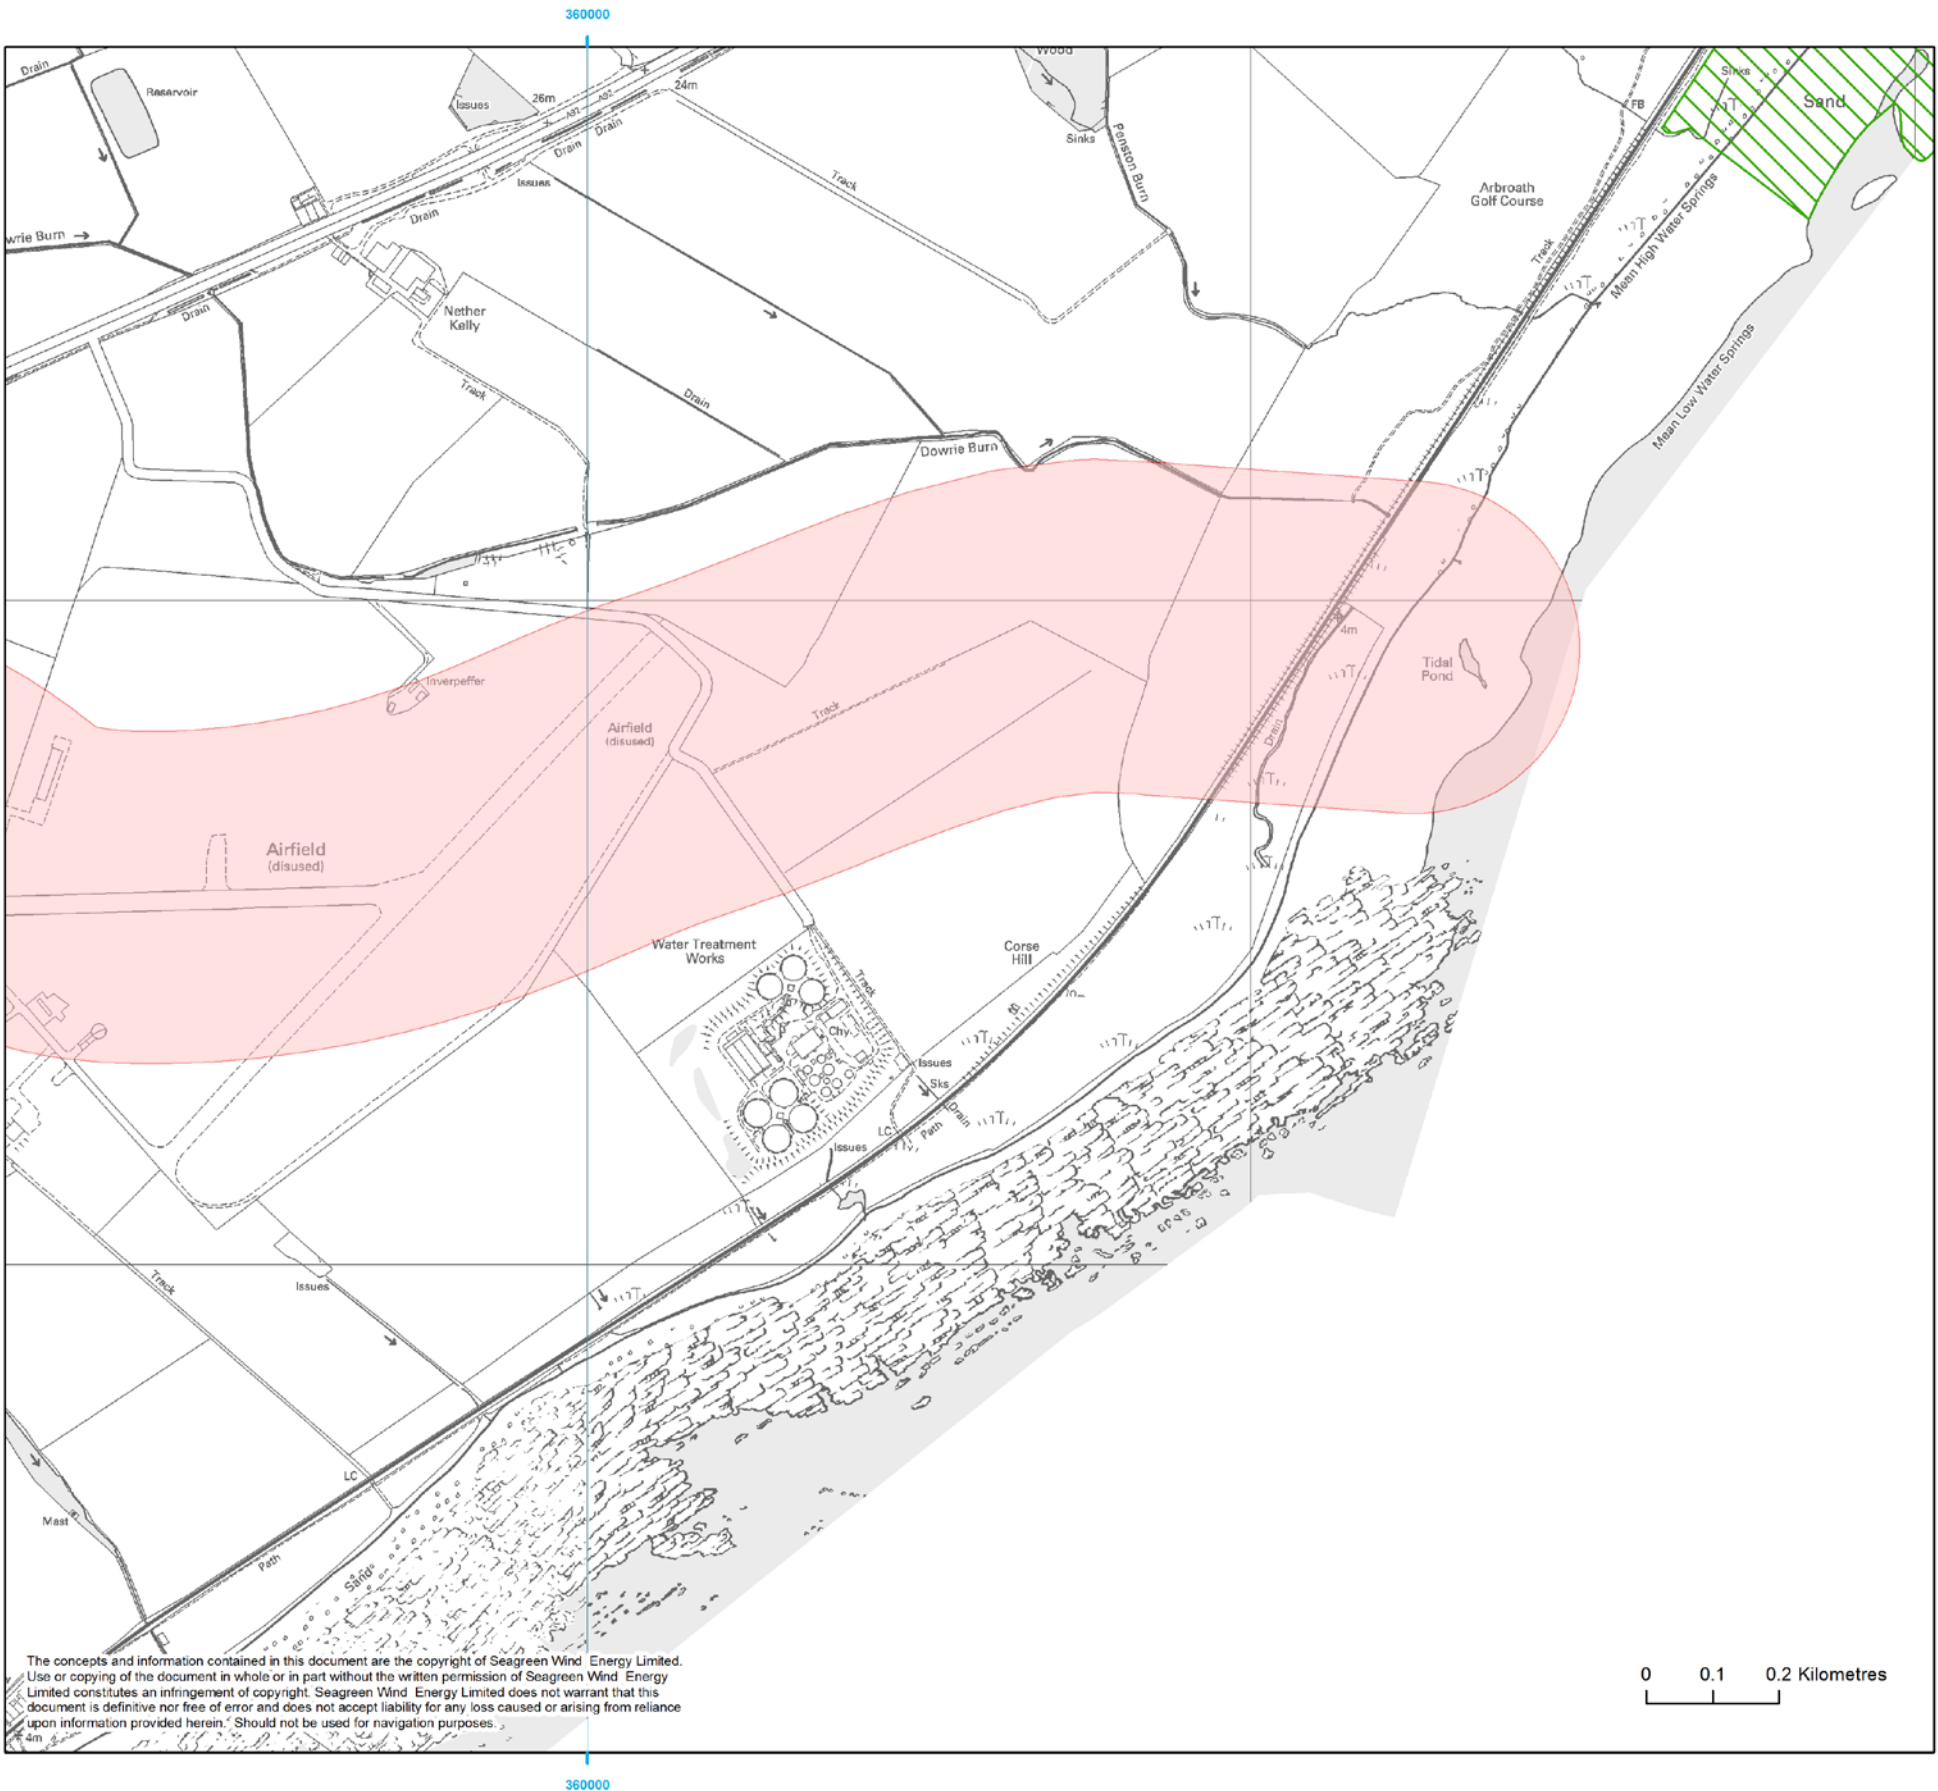 360000
Drain
Reservoir
Issues
26m
A92
A92
24m
Drain
Drain
Issues
Wood
Sinks
Penston Burn
FB
Sinks
Sand
Track
Arbroath
Golf Course
Mean High Water Springs
Track
wrie Burn
Drain
Drain
Nether
Kelly
Track
Drain
Mean Low Water Springs
Dowrie Burn
4m
Tidal
Pond
Inverpeffer
Track
Airfield
(disused)
Drain
Airfield
(disused)
Water Treatment
Works
Corse
Hill
Track
Chy
Issues
Sks
Drain
LC
Path
Issues
Track
Issues
LC
Mast
Path
Sand
The concepts and information contained in this document are the copyright of Seagreen Wind Energy Limited.
Use or copying of the document in whole or in part without the written permission of Seagreen Wind Energy
Limited constitutes an infringement of copyright. Seagreen Wind Energy Limited does not warrant that this
document is definitive nor free of error and does not accept liability for any loss caused or arising from reliance
upon information provided herein. Should not be used for navigation purposes.
4m
0 0.1 0.2 Kilometres
360000